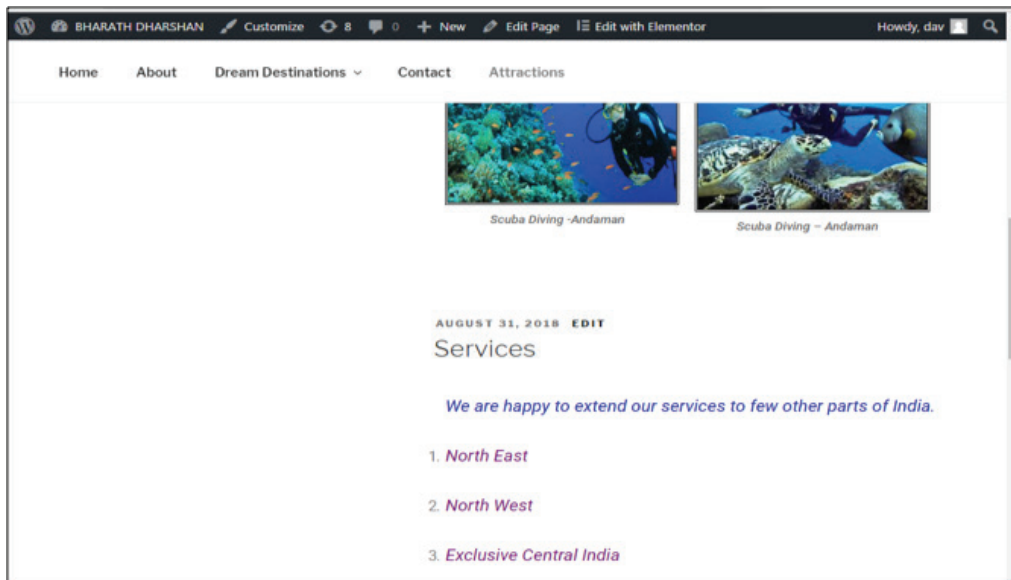 BHARATH DHARSHAN Customize 8 0 New Edit Page Edit with Elementor Howdy, dav
Home About Dream Destinations Contact Attractions
Scuba Diving -Andaman
Scuba Diving – Andaman
AUGUST 31, 2018 EDIT
Services
We are happy to extend our services to few other parts of India.
1. North East
2. North West
3. Exclusive Central India